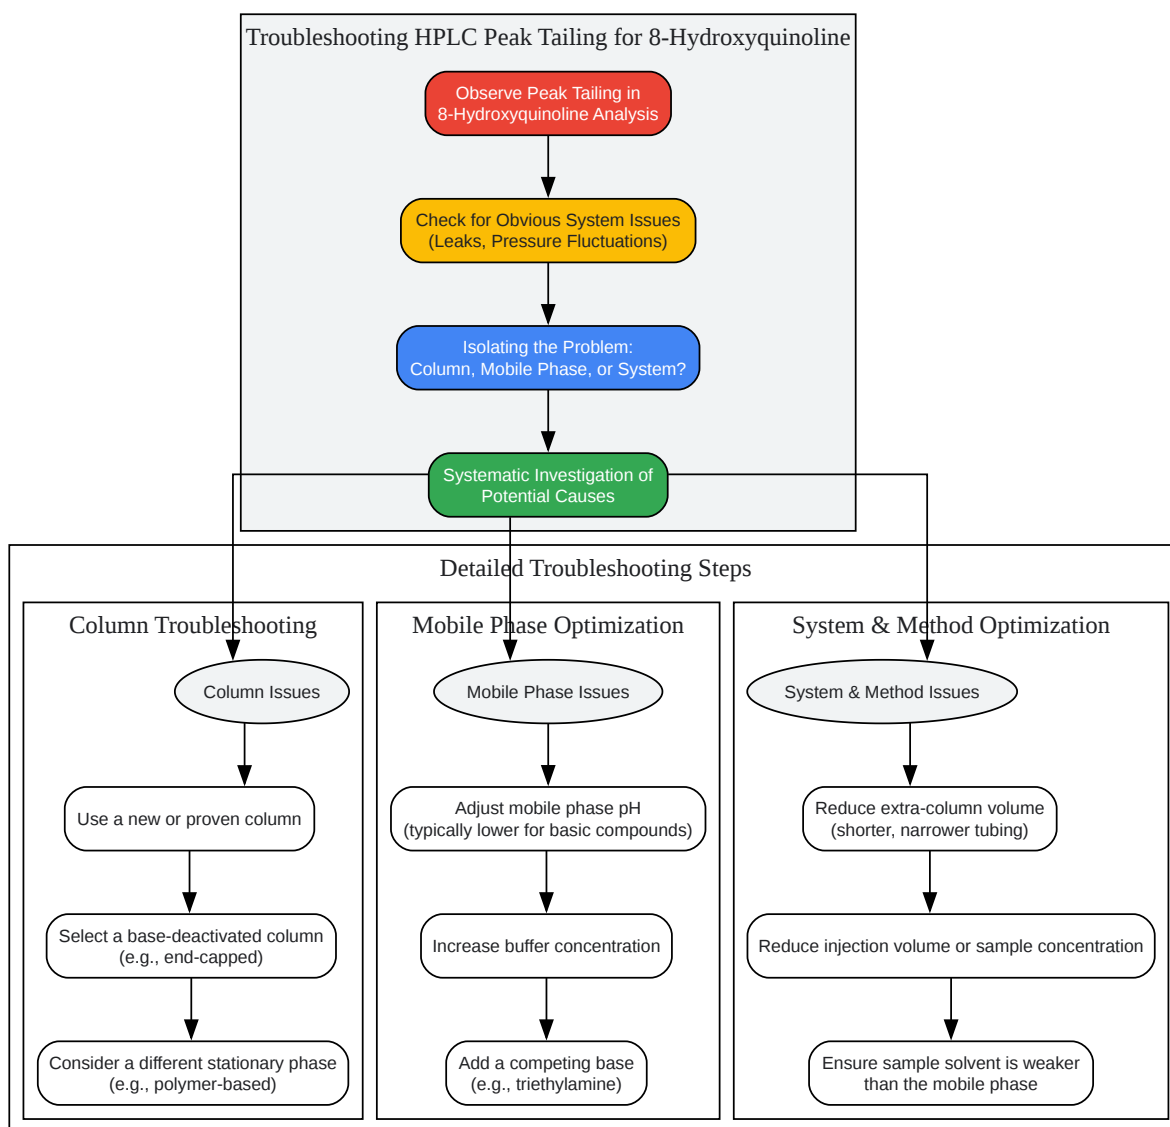 Troubleshooting HPLC Peak Tailing for 8-Hydroxyquinoline
Observe Peak Tailing in
8-Hydroxyquinoline Analysis
Check for Obvious System Issues
(Leaks, Pressure Fluctuations)
Isolating the Problem:
Column, Mobile Phase, or System?
Systematic Investigation of
Potential Causes
Detailed Troubleshooting Steps
Column Troubleshooting
Column Issues
Use a new or proven column
Select a base-deactivated column
(e.g., end-capped)
Consider a different stationary phase
(e.g., polymer-based)
Mobile Phase Optimization
Mobile Phase Issues
Adjust mobile phase pH
(typically lower for basic compounds)
Increase buffer concentration
Add a competing base
(e.g., triethylamine)
System & Method Optimization
System & Method Issues
Reduce extra-column volume
(shorter, narrower tubing)
Reduce injection volume or sample concentration
Ensure sample solvent is weaker
than the mobile phase